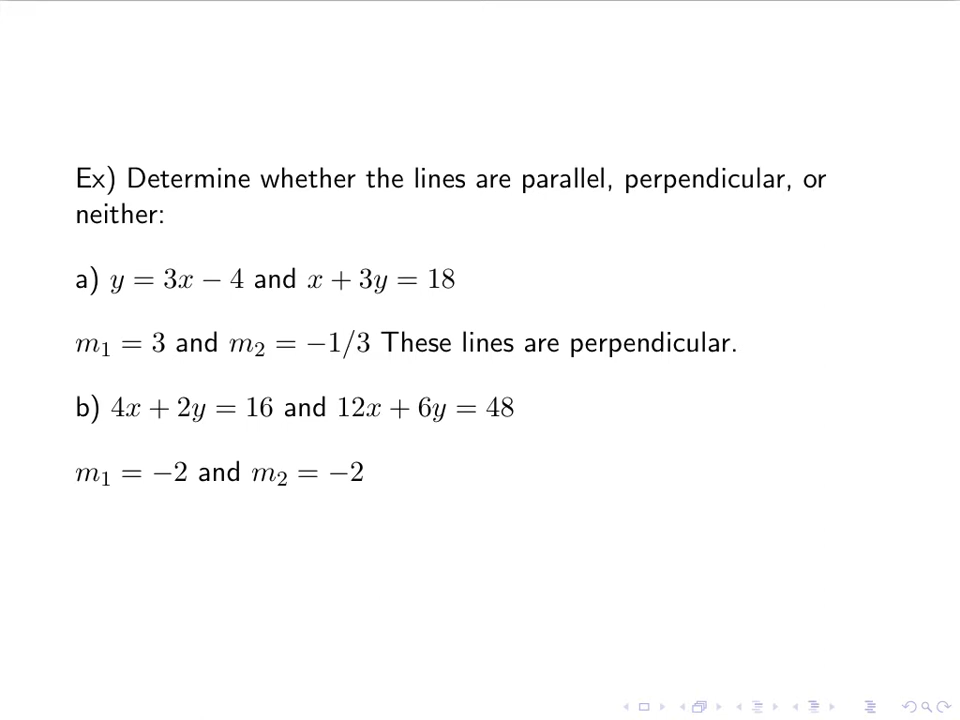 Ex) Determine whether the lines are parallel, perpendicular, or
neither:
a) y = 3x − 4 and x + 3y = 18
m₁ = 3 and m₂ = −1/3 These lines are perpendicular.
b) 4x + 2y = 16 and 12x + 6y = 48
m₁ = −2 and m₂ = −2